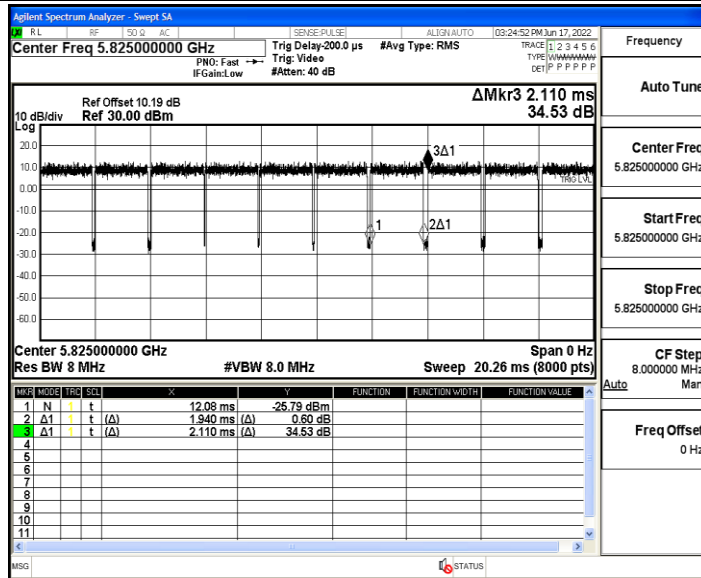 Agilent Spectrum Analyzer - Swept SA
RL RF 50 Ω AC SENSE:PULSE ALIGN AUTO 03:24:52 PM Jun 17, 2022
Center Freq 5.825000000 GHz
PNO: Fast
IFGain:Low
Trig Delay-200.0 µs
Trig: Video
#Atten: 40 dB
#Avg Type: RMS
TRACE 1 2 3 4 5 6
TYPE WWWWWW
DET P P P P P P
Ref Offset 10.19 dB
10 dB/div Ref 30.00 dBm
ΔMkr3 2.110 ms
34.53 dB
Log
20.0
10.0
0.00
-10.0
-20.0
-30.0
-40.0
-50.0
-60.0
3Δ1
TRIG LVL
1
2Δ1
Center 5.825000000 GHz Span 0 Hz
Res BW 8 MHz #VBW 8.0 MHz Sweep 20.26 ms (8000 pts)
MKR MODE TRC SCL X Y FUNCTION FUNCTION WIDTH FUNCTION VALUE
1 N 1 t 12.08 ms -25.79 dBm
2 Δ1 1 t (Δ) 1.940 ms (Δ) 0.60 dB
3 Δ1 1 t (Δ) 2.110 ms (Δ) 34.53 dB
4
5
6
7
8
9
10
11
MSG STATUS
Frequency
Auto Tune
Center Freq
5.825000000 GHz
Start Freq
5.825000000 GHz
Stop Freq
5.825000000 GHz
CF Step
8.000000 MHz
Auto Man
Freq Offset
0 Hz